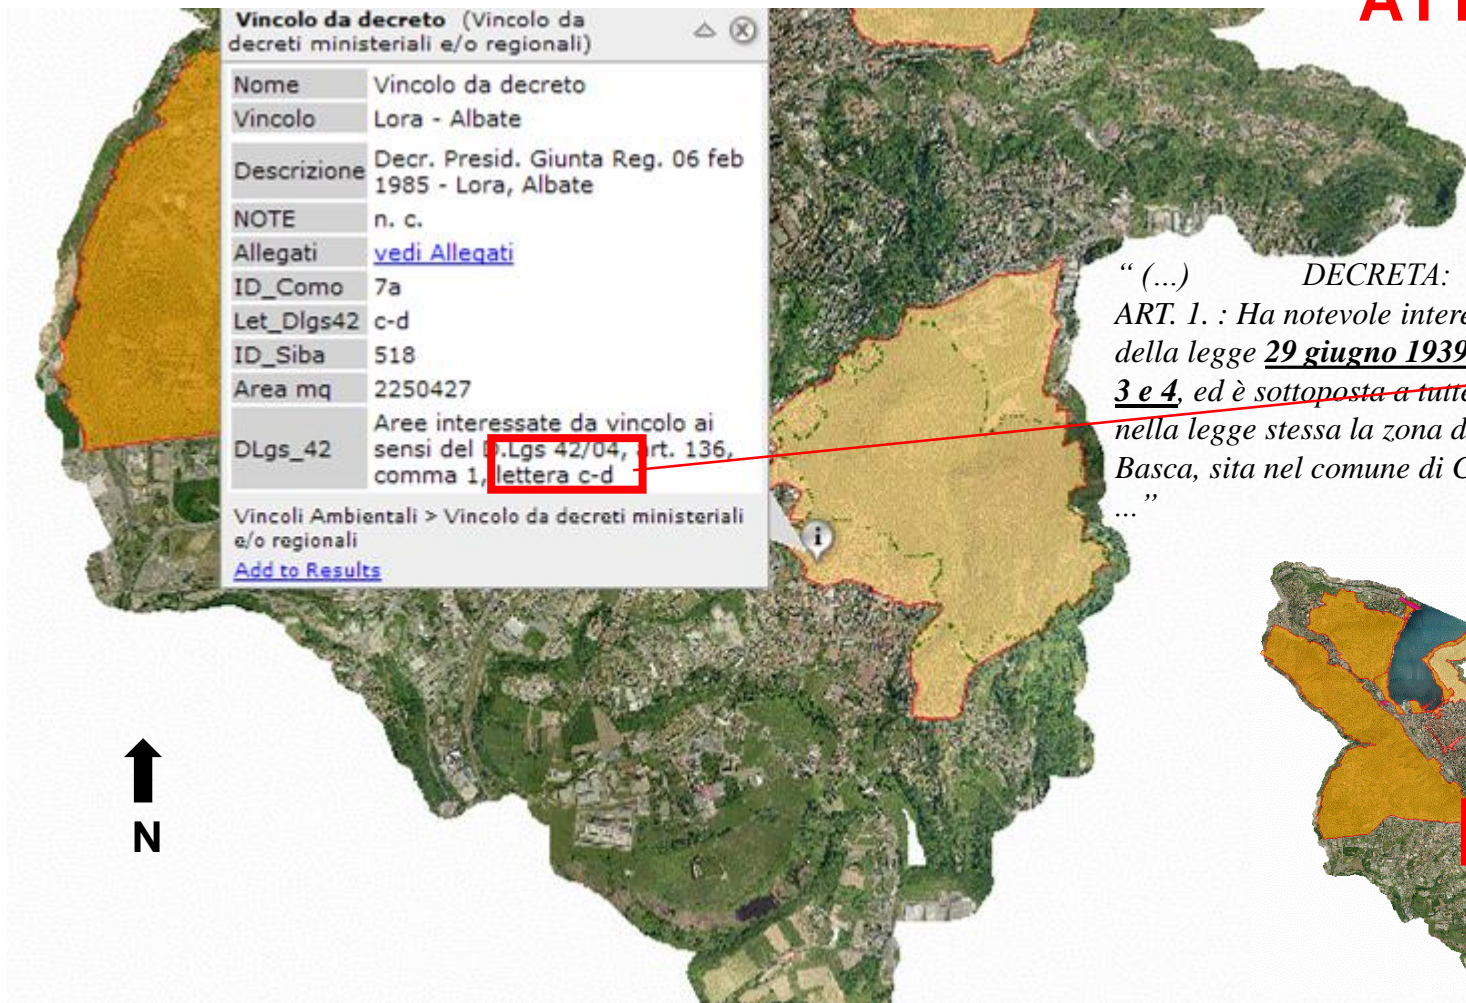 Vincolo da decreto (Vincolo da
decreti ministeriali e/o regionali)
Nome Vincolo da decreto
Vincolo Lora - Albate
Descrizione Decr. Presid. Giunta Reg. 06 feb
1985 - Lora, Albate
NOTE n. c.
Allegati vedi Allegati
ID_Como 7a
Let_Dlgs42 c-d
ID_Siba 518
Area mq 2250427
DLgs_42 Aree interessate da vincolo ai
sensi del D.Lgs 42/04, art. 136,
comma 1, lettera c-d
Vincoli Ambientali > Vincolo da decreti ministeriali
e/o regionali
Add to Results
i
“ (...) DECRETA:
ART. 1. : Ha notevole intere
della legge 29 giugno 1939
3 e 4, ed è sottoposta a tutte
nella legge stessa la zona d
Basca, sita nel comune di C
...”
N